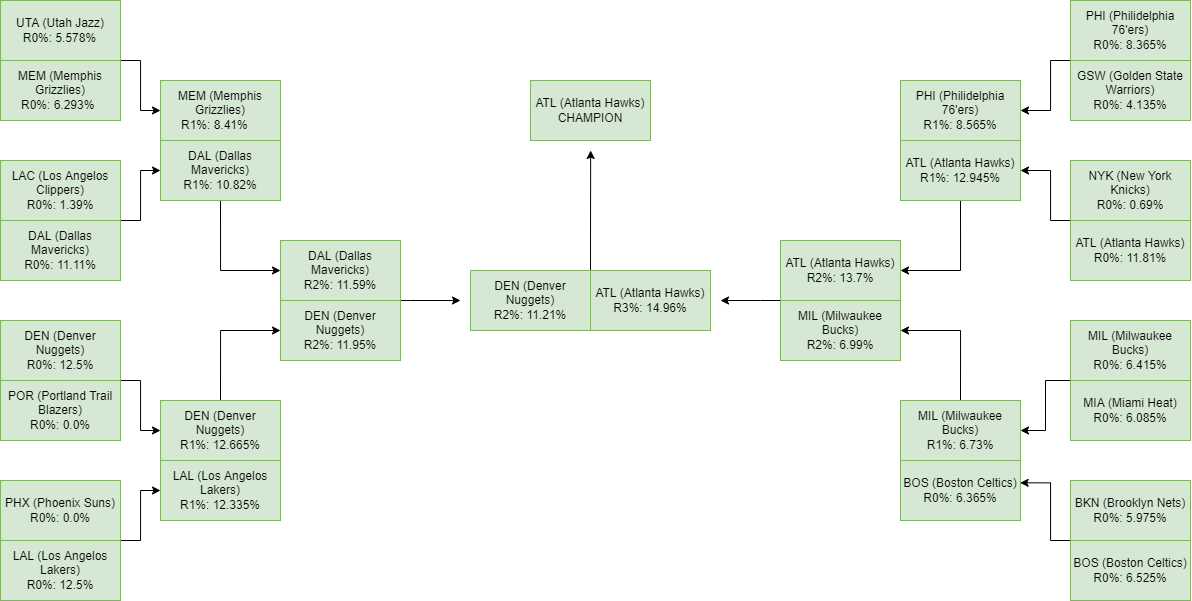 UTA (Utah Jazz)
R0%: 5.578%
MEM (Memphis
Grizzlies)
R0%: 6.293%
LAC (Los Angelos
Clippers)
R0%: 1.39%
DAL (Dallas
Mavericks)
R0%: 11.11%
DEN (Denver
Nuggets)
R0%: 12.5%
POR (Portland Trail
Blazers)
R0%: 0.0%
PHX (Phoenix Suns)
R0%: 0.0%
LAL (Los Angelos
Lakers)
R0%: 12.5%
MEM (Memphis
Grizzlies)
R1%: 8.41%
DAL (Dallas
Mavericks)
R1%: 10.82%
DEN (Denver
Nuggets)
R1%: 12.665%
LAL (Los Angelos
Lakers)
R1%: 12.335%
DAL (Dallas
Mavericks)
R2%: 11.59%
DEN (Denver
Nuggets)
R2%: 11.95%
ATL (Atlanta Hawks)
CHAMPION
DEN (Denver
Nuggets)
R2%: 11.21%
ATL (Atlanta Hawks)
R3%: 14.96%
ATL (Atlanta Hawks)
R2%: 13.7%
MIL (Milwaukee
Bucks)
R2%: 6.99%
PHI (Philidelphia
76'ers)
R1%: 8.565%
ATL (Atlanta Hawks)
R1%: 12.945%
MIL (Milwaukee
Bucks)
R1%: 6.73%
BOS (Boston Celtics)
R0%: 6.365%
PHI (Philidelphia
76'ers)
R0%: 8.365%
GSW (Golden State
Warriors)
R0%: 4.135%
NYK (New York
Knicks)
R0%: 0.69%
ATL (Atlanta Hawks)
R0%: 11.81%
MIL (Milwaukee
Bucks)
R0%: 6.415%
MIA (Miami Heat)
R0%: 6.085%
BKN (Brooklyn Nets)
R0%: 5.975%
BOS (Boston Celtics)
R0%: 6.525%